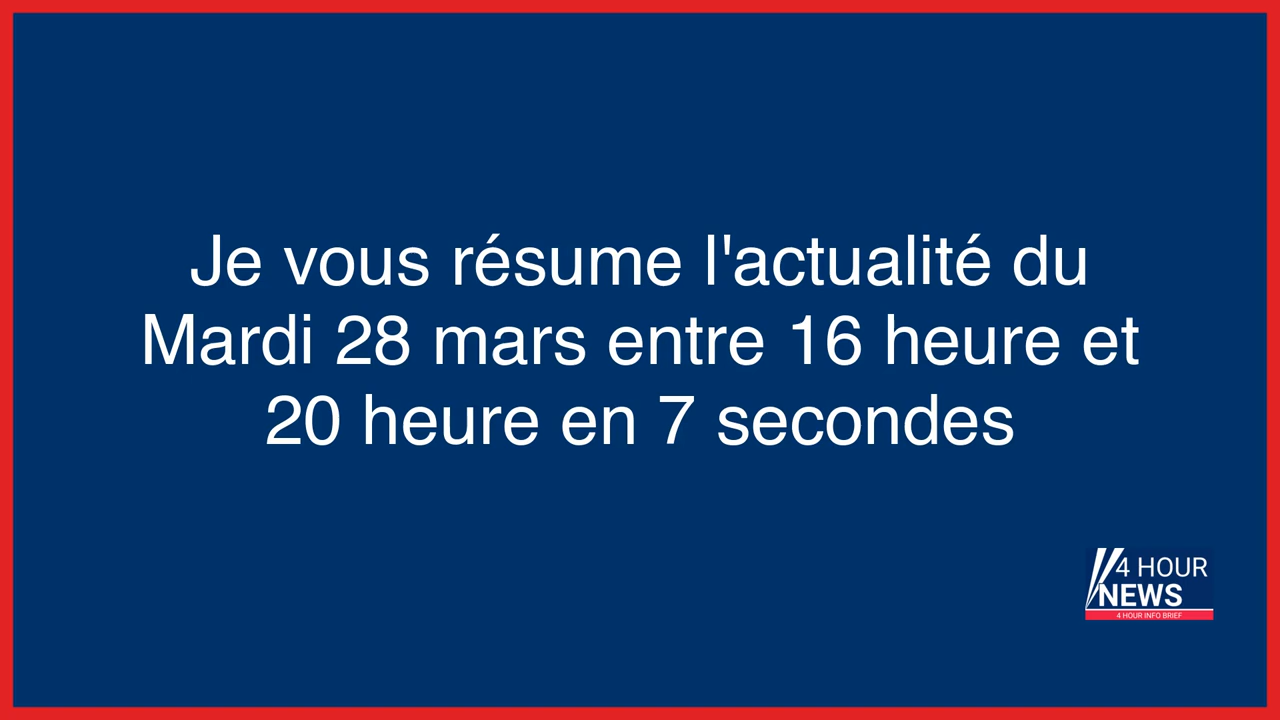 Je vous résume l'actualité du
Mardi 28 mars entre 16 heure et
20 heure en 7 secondes
4 HOUR
NEWS
4 HOUR INFO BRIEF